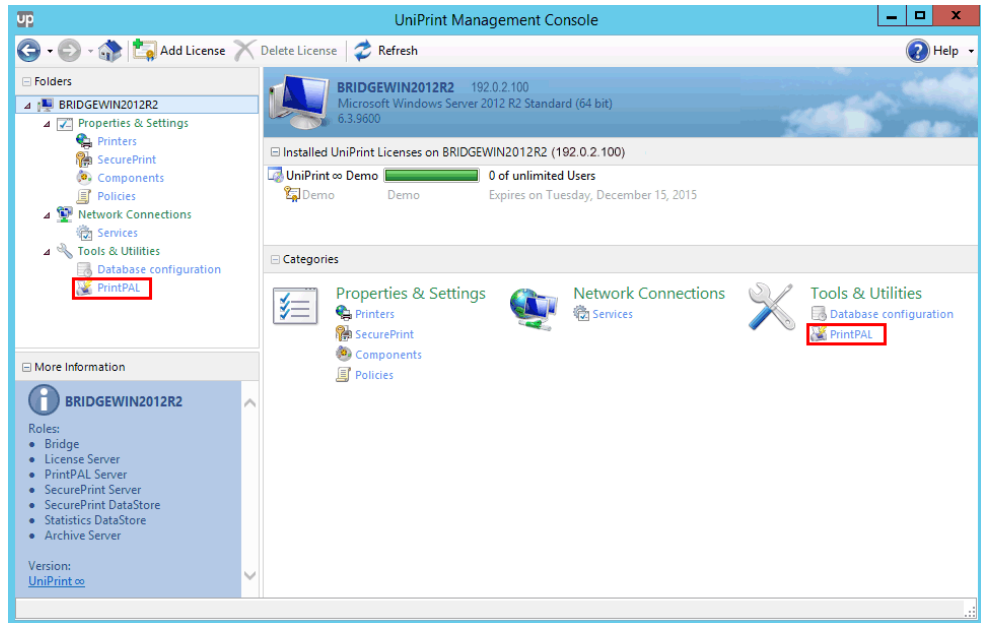 up
UniPrint Management Console
Add License Delete License Refresh Help
Folders
BRIDGEWIN2012R2
Properties & Settings
Printers
SecurePrint
Components
Policies
Network Connections
Services
Tools & Utilities
Database configuration
PrintPAL
BRIDGEWIN2012R2 192.0.2.100
Microsoft Windows Server 2012 R2 Standard (64 bit)
6.3.9600
Installed UniPrint Licenses on BRIDGEWIN2012R2 (192.0.2.100)
UniPrint ∞ Demo 0 of unlimited Users
Demo Demo Expires on Tuesday, December 15, 2015
Categories
Properties & Settings
Printers
SecurePrint
Components
Policies
Network Connections
Services
Tools & Utilities
Database configuration
PrintPAL
More Information
BRIDGEWIN2012R2
Roles:
• Bridge
• License Server
• PrintPAL Server
• SecurePrint Server
• SecurePrint DataStore
• Statistics DataStore
• Archive Server
Version:
UniPrint ∞